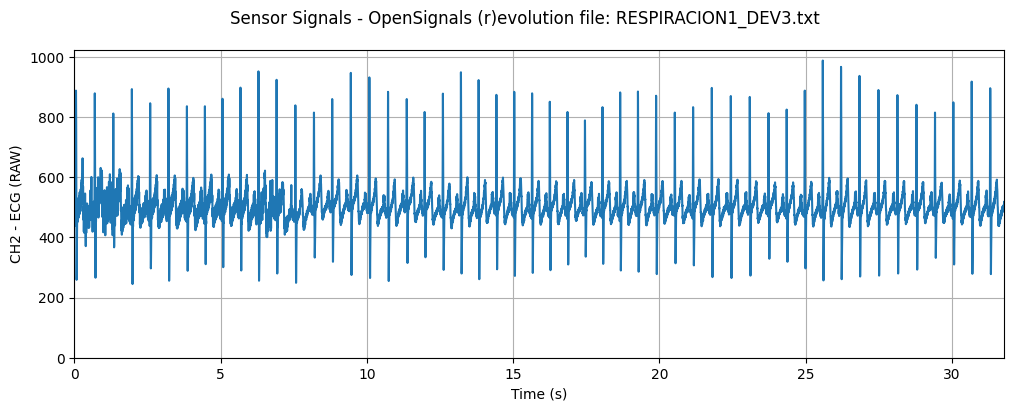 Sensor Signals - OpenSignals (r)evolution file: RESPIRACION1_DEV3.txt
1000
800
600
400
200
0
CH2 - ECG (RAW)
0 5 10 15 20 25 30
Time (s)